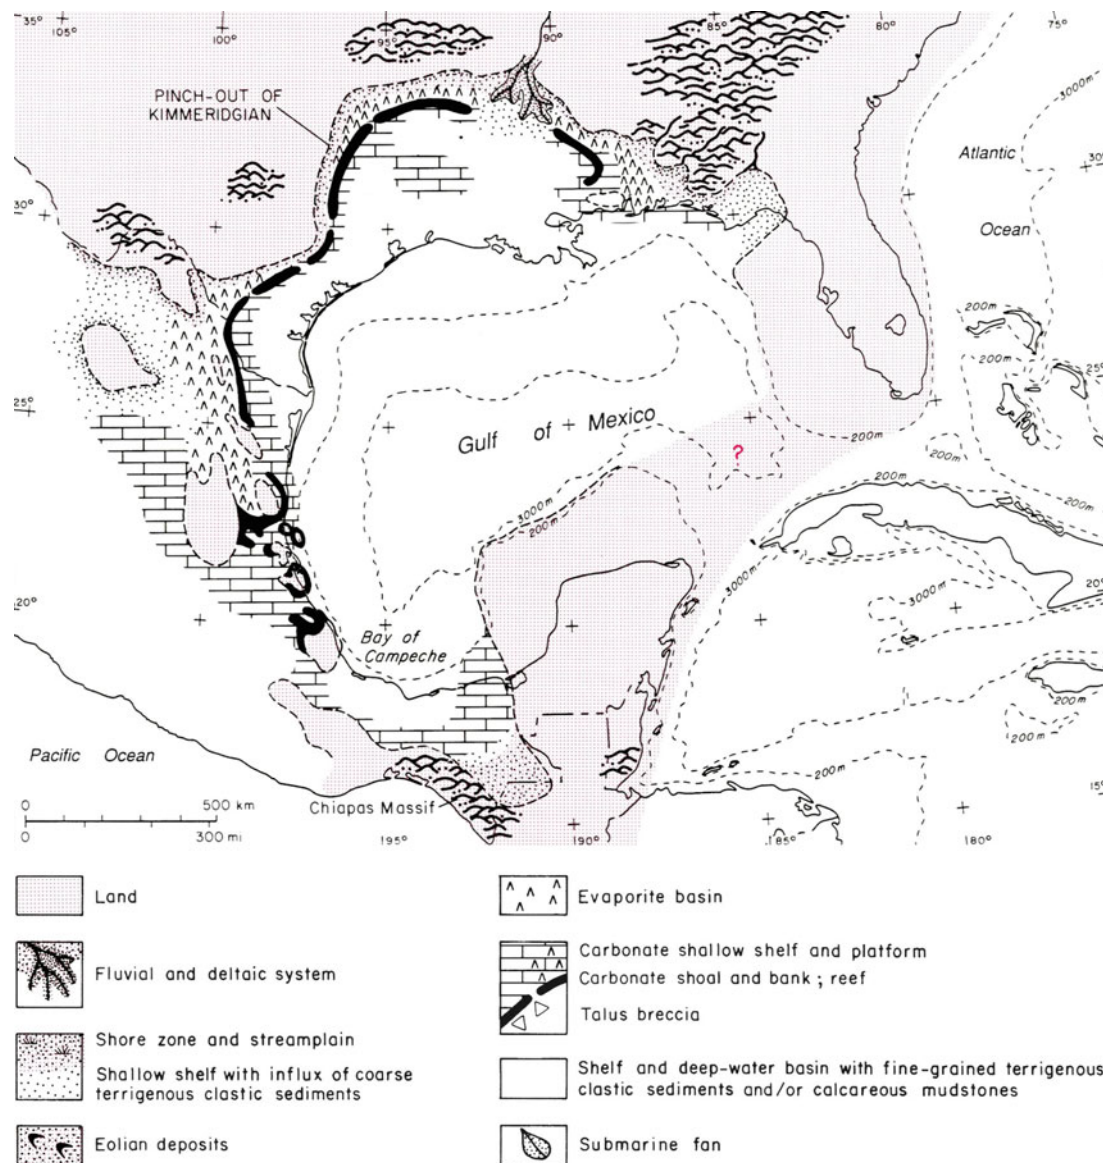 35°
105°
100°
95°
90°
80°
75°
PINCH-OUT OF
KIMMERIDGIAN
3000m
Atlantic
30°
Ocean
30°
200m
200m
25°
25°
Gulf of Mexico
?
200m
200m
200m
3000m
200m
200m
20°
3000m
3000m
20°
Bay of
Campeche
200m
200m
Pacific Ocean
200m
15°
0 500 km
0 300 mi
Chiapas Massif
195°
190°
185°
180°
Land
Evaporite basin
Fluvial and deltaic system
Carbonate shallow shelf and platform
Carbonate shoal and bank ; reef
Talus breccia
Shore zone and streamplain
Shallow shelf with influx of coarse
terrigenous clastic sediments
Shelf and deep-water basin with fine-grained terrigenous
clastic sediments and/or calcareous mudstones
Eolian deposits
Submarine fan